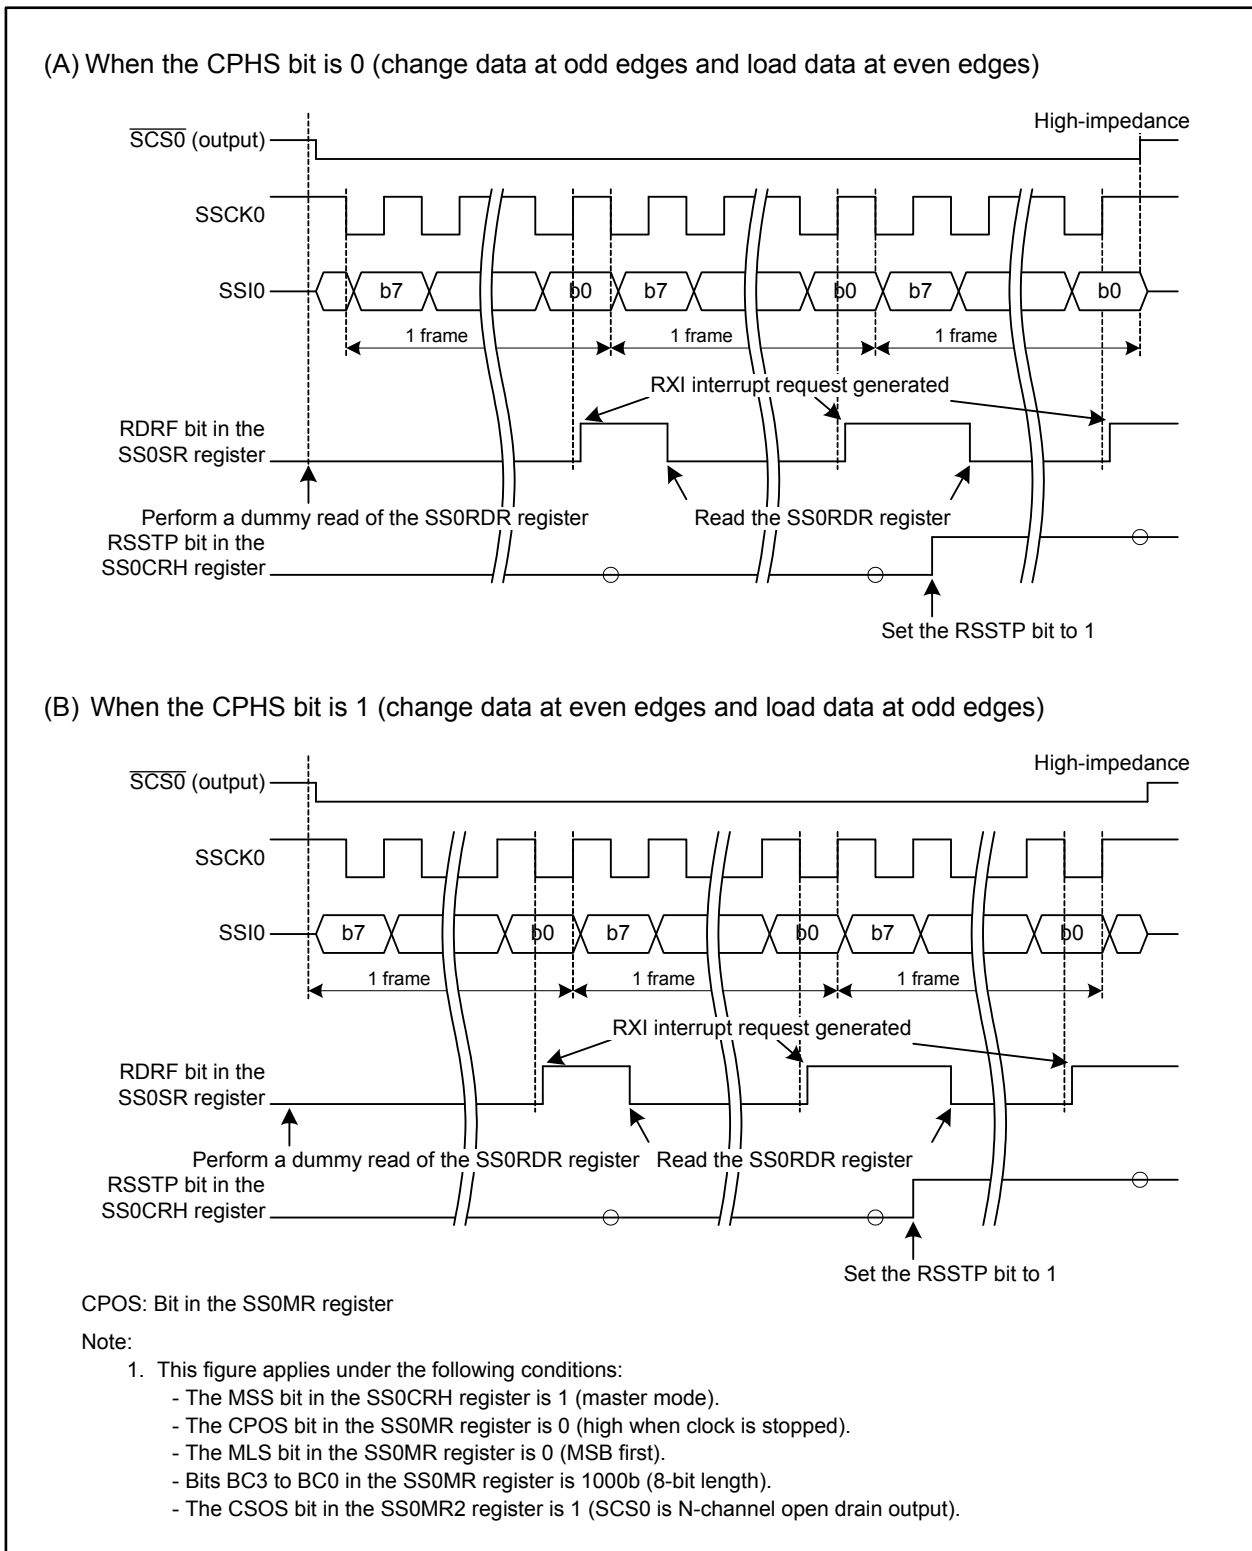 (A) When the CPHS bit is 0 (change data at odd edges and load data at even edges)
High-impedance
SCS0 (output)
SSCK0
SSI0
b7
b0
b7
b0
b7
b0
1 frame
1 frame
1 frame
RXI interrupt request generated
RDRF bit in the
SS0SR register
Perform a dummy read of the SS0RDR register
Read the SS0RDR register
RSSTP bit in the
SS0CRH register
Set the RSSTP bit to 1
(B) When the CPHS bit is 1 (change data at even edges and load data at odd edges)
High-impedance
SCS0 (output)
SSCK0
SSI0
b7
b0
b7
b0
b7
b0
1 frame
1 frame
1 frame
RXI interrupt request generated
RDRF bit in the
SS0SR register
Perform a dummy read of the SS0RDR register
Read the SS0RDR register
RSSTP bit in the
SS0CRH register
Set the RSSTP bit to 1
CPOS: Bit in the SS0MR register
Note:
1. This figure applies under the following conditions:
- The MSS bit in the SS0CRH register is 1 (master mode).
- The CPOS bit in the SS0MR register is 0 (high when clock is stopped).
- The MLS bit in the SS0MR register is 0 (MSB first).
- Bits BC3 to BC0 in the SS0MR register is 1000b (8-bit length).
- The CSOS bit in the SS0MR2 register is 1 (SCS0 is N-channel open drain output).